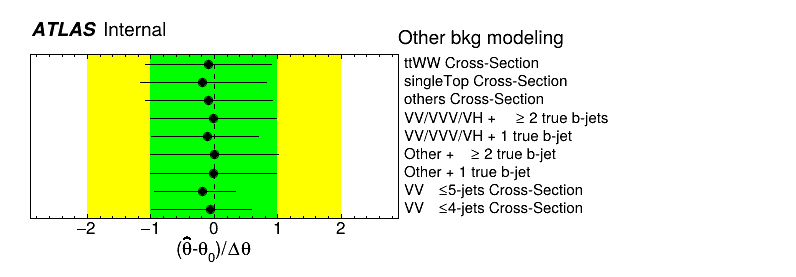 ATLAS Internal
Other bkg modeling
ttWW Cross-Section
singleTop Cross-Section
others Cross-Section
VV/VVV/VH + ≥ 2 true b-jets
VV/VVV/VH + 1 true b-jet
Other + ≥ 2 true b-jet
Other + 1 true b-jet
VV ≤5-jets Cross-Section
VV ≤4-jets Cross-Section
−2 −1 0 1 2
(θ̂-θ₀)/Δθ